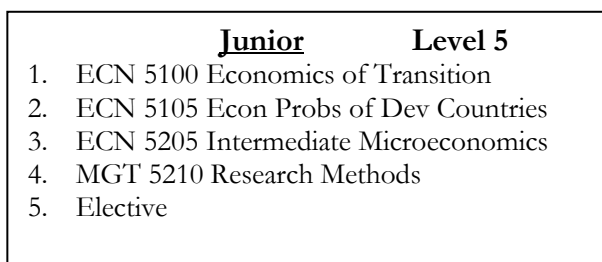 Junior Level 5
1. ECN 5100 Economics of Transition
2. ECN 5105 Econ Probs of Dev Countries
3. ECN 5205 Intermediate Microeconomics
4. MGT 5210 Research Methods
5. Elective